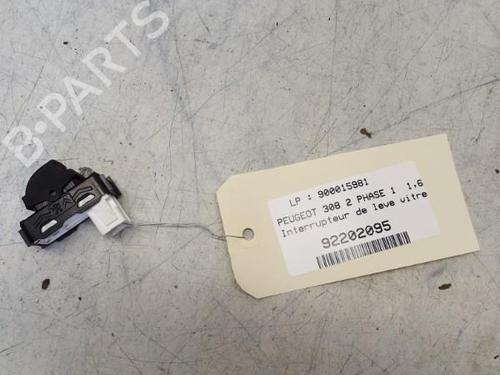 B-PARTS
LP : 900015981
PEUGEOT 308 2 PHASE 1 1.6
Interrupteur de leve vitre
92202095